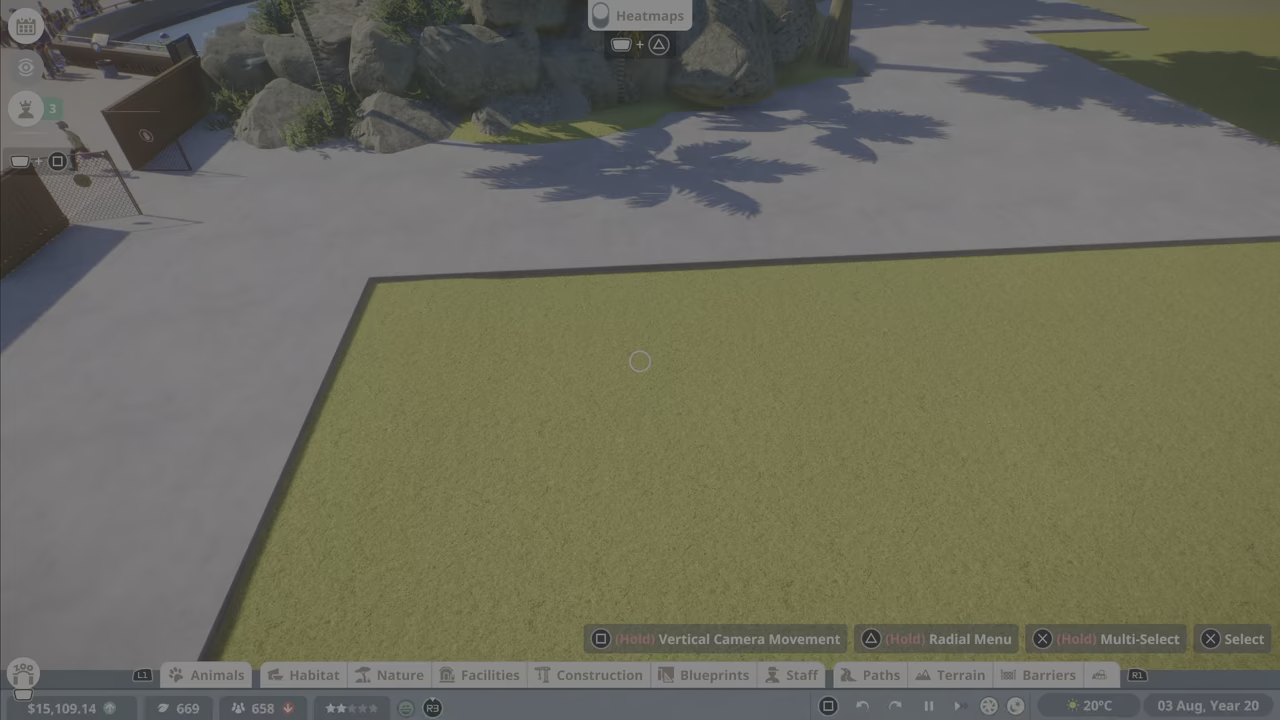 Heatmaps
+
3
+
(Hold) Vertical Camera Movement
(Hold) Radial Menu
(Hold) Multi-Select
Select
ZOO
L1
Animals
Habitat
Nature
Facilities
Construction
Blueprints
Staff
Paths
Terrain
Barriers
R1
$15,109.14
669
658
R3
20°C
03 Aug, Year 20